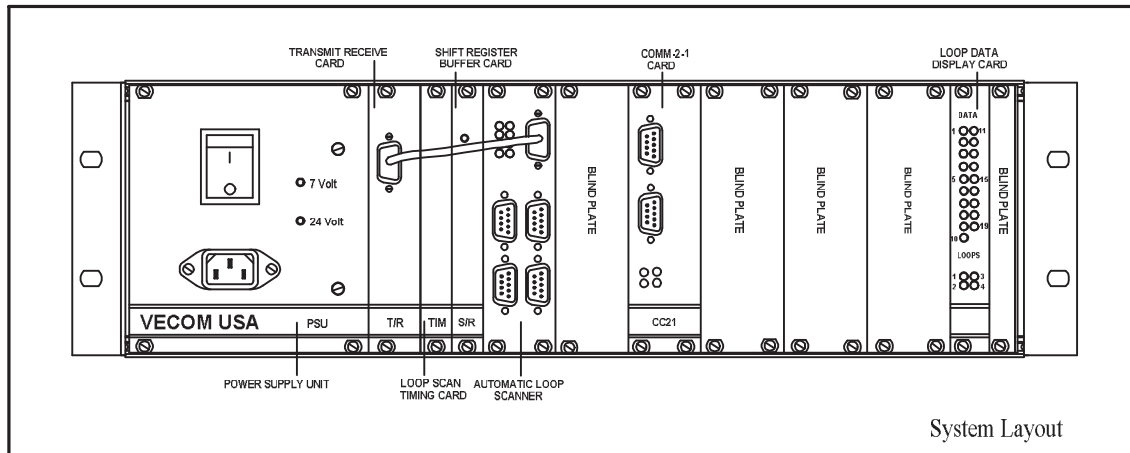 TRANSMIT RECEIVE
CARD
SHIFT REGISTER
BUFFER CARD
COMM-2-1
CARD
LOOP DATA
DISPLAY CARD
DATA
1 11
5 15
19
10
LOOPS
1 3
2 4
I
O
7 Volt
24 Volt
BLIND PLATE
BLIND PLATE
BLIND PLATE
BLIND PLATE
BLIND PLATE
VECOM USA
PSU
T/R
TIM
S/R
CC21
POWER SUPPLY UNIT
LOOP SCAN
TIMING CARD
AUTOMATIC LOOP
SCANNER
System Layout